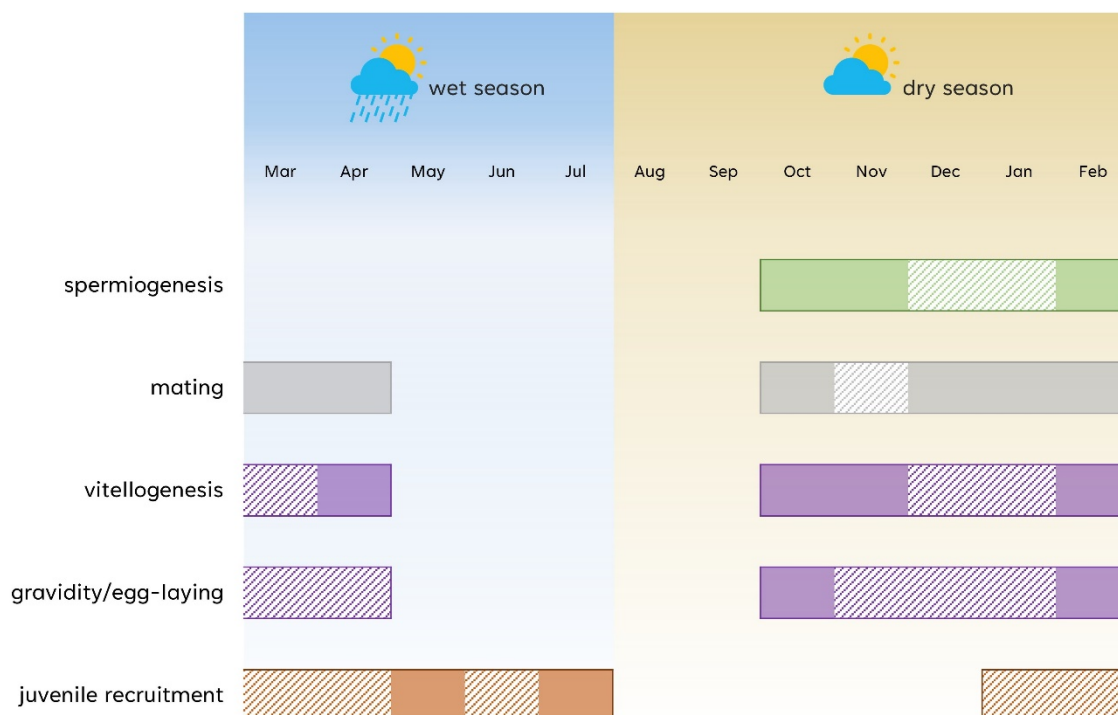 wet season
dry season
Mar Apr May Jun Jul Aug Sep Oct Nov Dec Jan Feb
spermiogenesis
mating
vitellogenesis
gravidity/egg-laying
juvenile recruitment